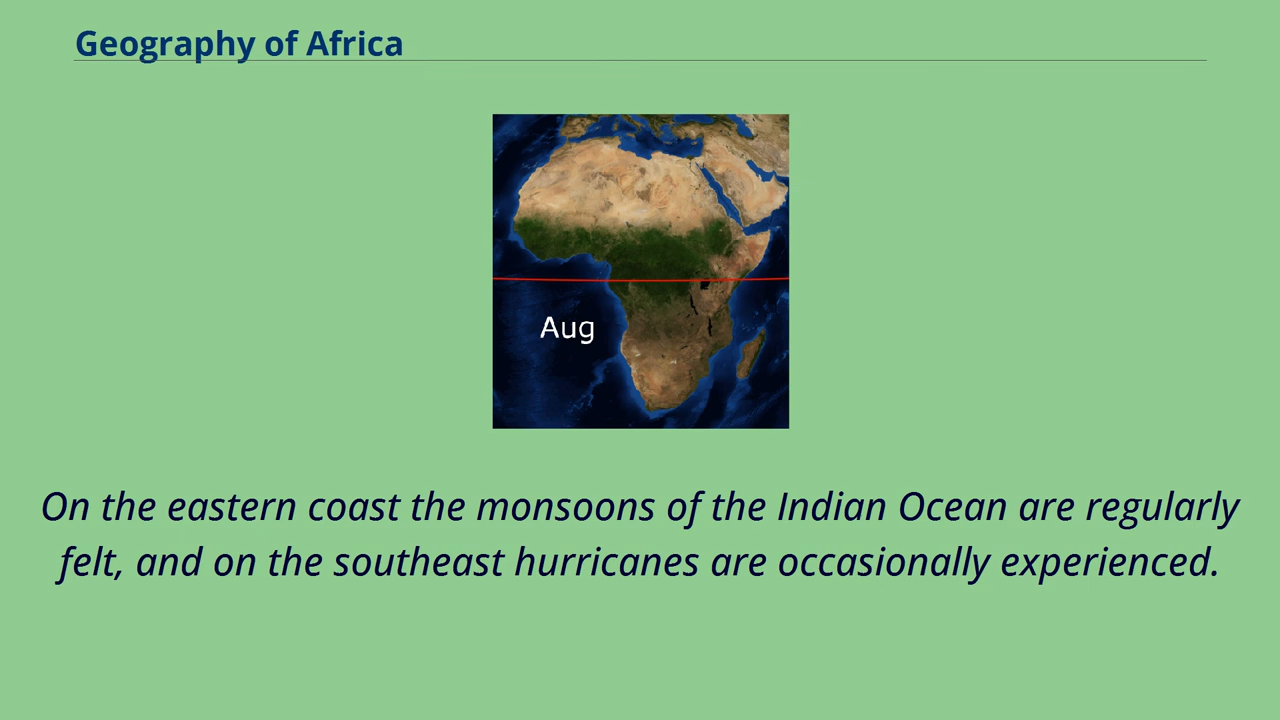 Geography of Africa
Aug
On the eastern coast the monsoons of the Indian Ocean are regularly
felt, and on the southeast hurricanes are occasionally experienced.